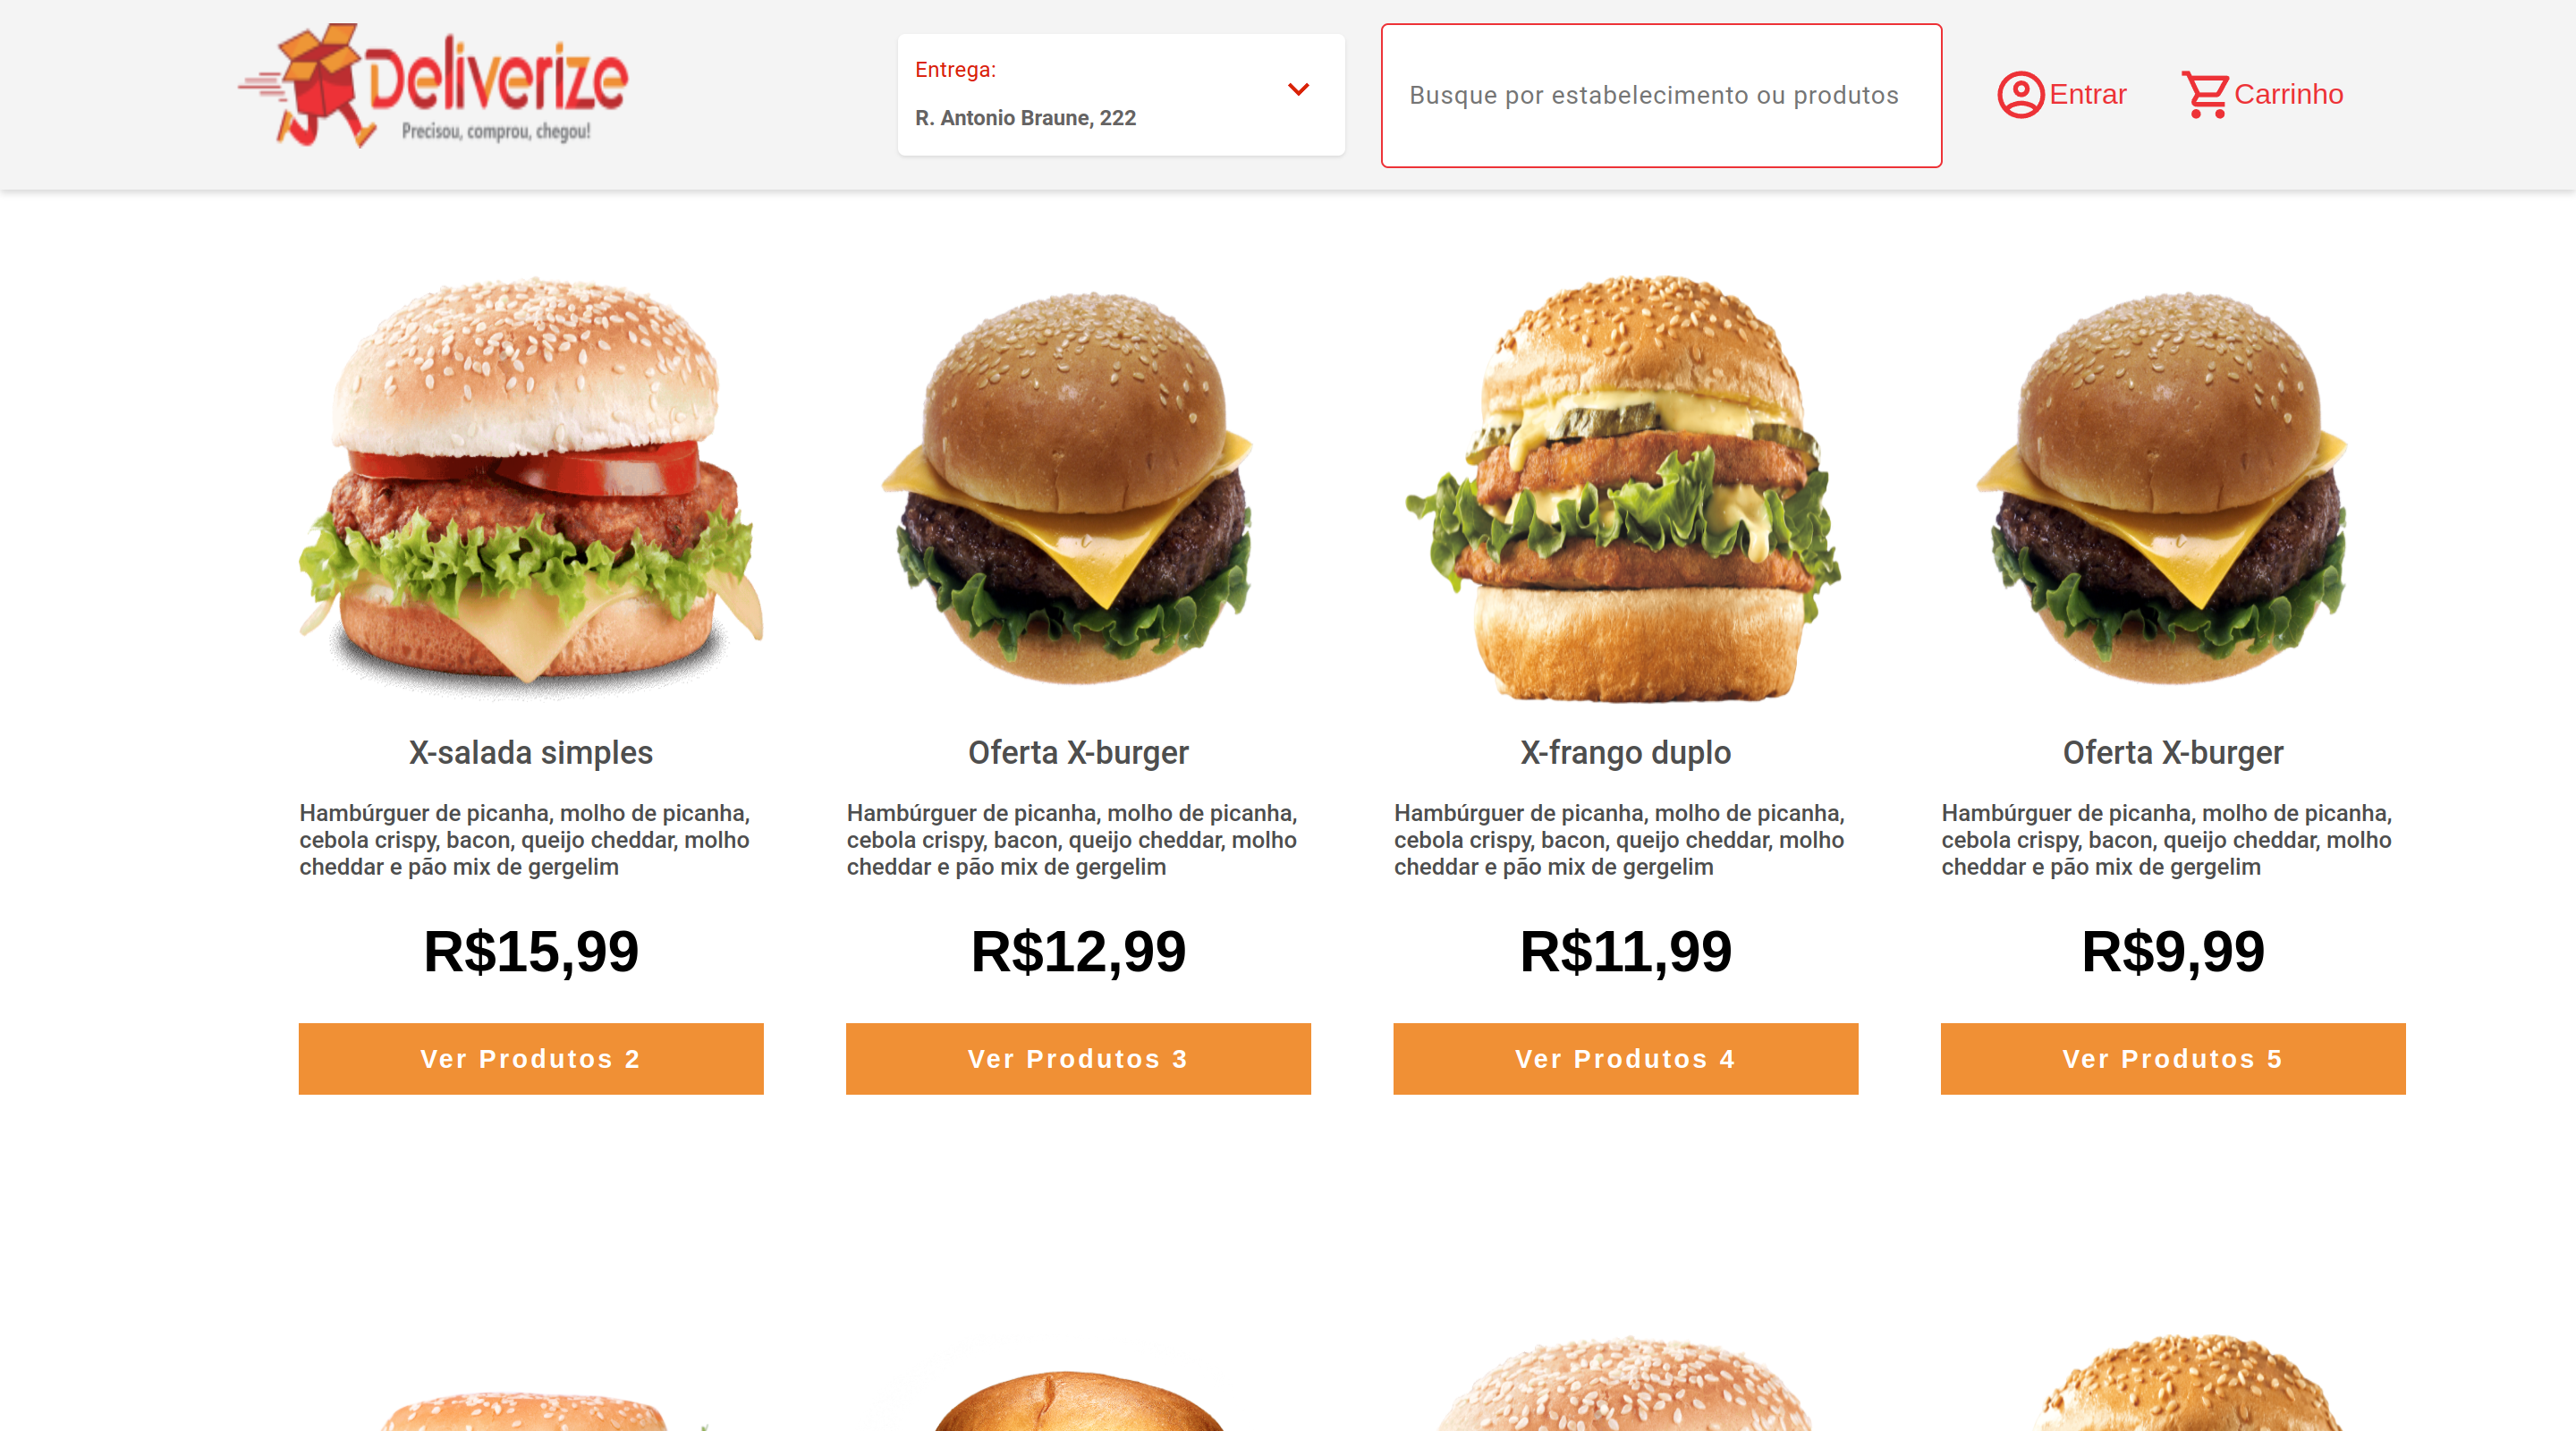 Deliverize
Precisou, comprou, chegou!
Entrega:
R. Antonio Braune, 222
Busque por estabelecimento ou produtos
Entrar
Carrinho
X-salada simples
Hambúrguer de picanha, molho de picanha,
cebola crispy, bacon, queijo cheddar, molho
cheddar e pão mix de gergelim
R$15,99
Ver Produtos 2
Oferta X-burger
Hambúrguer de picanha, molho de picanha,
cebola crispy, bacon, queijo cheddar, molho
cheddar e pão mix de gergelim
R$12,99
Ver Produtos 3
X-frango duplo
Hambúrguer de picanha, molho de picanha,
cebola crispy, bacon, queijo cheddar, molho
cheddar e pão mix de gergelim
R$11,99
Ver Produtos 4
Oferta X-burger
Hambúrguer de picanha, molho de picanha,
cebola crispy, bacon, queijo cheddar, molho
cheddar e pão mix de gergelim
R$9,99
Ver Produtos 5